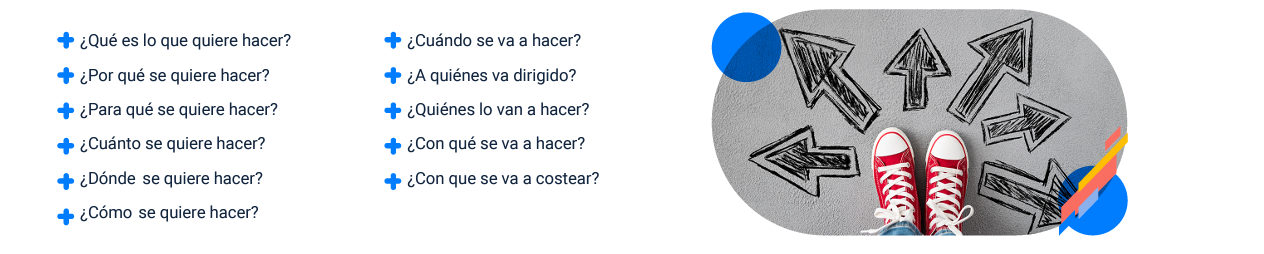 ¿Qué es lo que quiere hacer?
¿Por qué se quiere hacer?
¿Para qué se quiere hacer?
¿Cuánto se quiere hacer?
¿Dónde se quiere hacer?
¿Cómo se quiere hacer?
¿Cuándo se va a hacer?
¿A quiénes va dirigido?
¿Quiénes lo van a hacer?
¿Con qué se va a hacer?
¿Con que se va a costear?